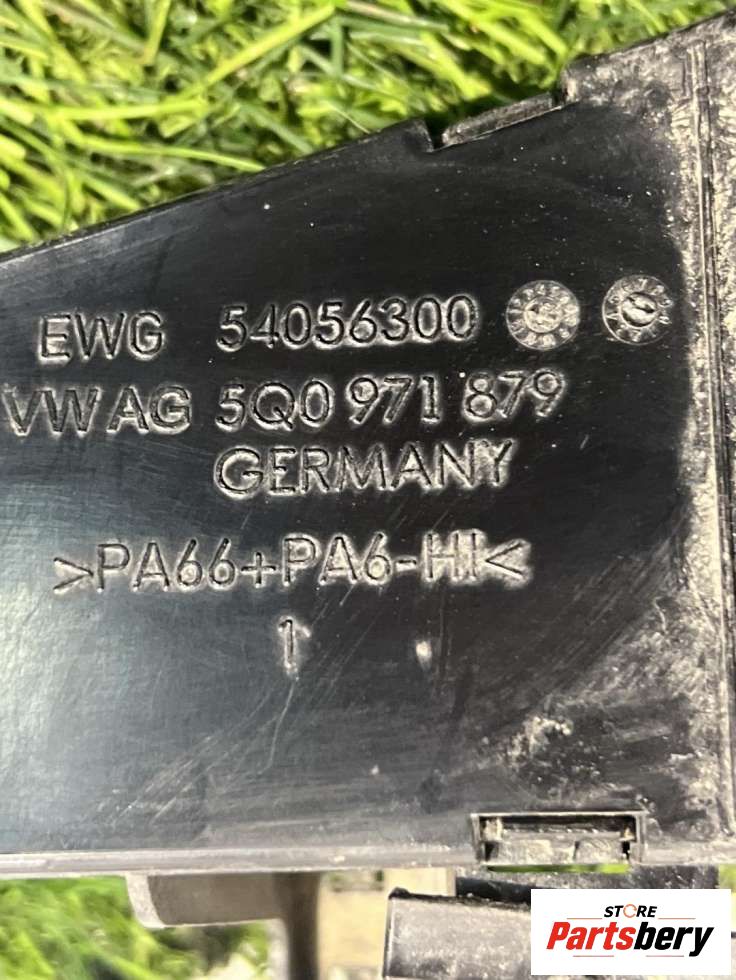 EWG 54056300
VW AG 5Q0 971 879
GERMANY
>PA66+PA6-HI<
1
STORE
Partsbery